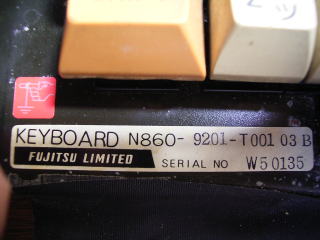 KEYBOARD N860-9201-T001 03 B
FUJITSU LIMITED SERIAL NO W50135